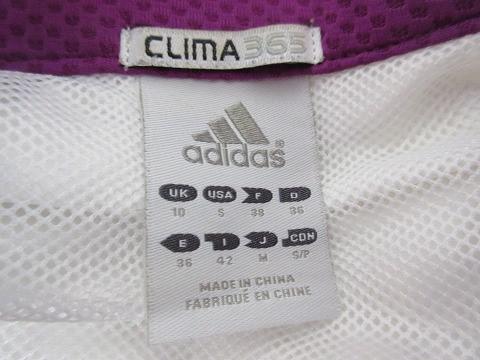 CLIMA365
adidas®
UK USA F D
10 S 38 36
E I J CDN
36 42 M S/P
MADE IN CHINA
FABRIQUÉ EN CHINE